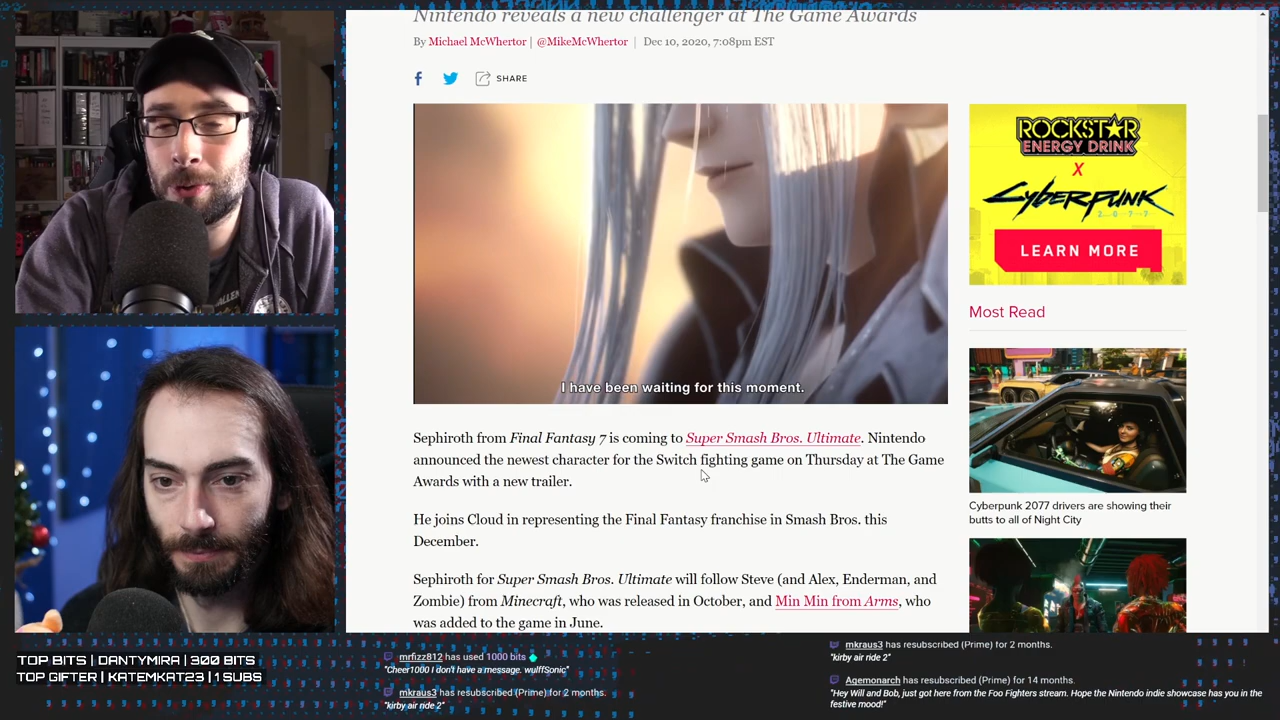 Nintendo reveals a new challenger at The Game Awards
By Michael McWhertor | @MikeMcWhertor | Dec 10, 2020, 7:08pm EST
SHARE
I have been waiting for this moment.
Sephiroth from Final Fantasy 7 is coming to Super Smash Bros. Ultimate. Nintendo
announced the newest character for the Switch fighting game on Thursday at The Game
Awards with a new trailer.
He joins Cloud in representing the Final Fantasy franchise in Smash Bros. this
December.
Sephiroth for Super Smash Bros. Ultimate will follow Steve (and Alex, Enderman, and
Zombie) from Minecraft, who was released in October, and Min Min from Arms, who
was added to the game in June.
ROCKSTAR
ENERGY DRINK
X
CYBERPUNK
2077
LEARN MORE
Most Read
Cyberpunk 2077 drivers are showing their
butts to all of Night City
TOP BITS | DANTYMIRA | 300 BITS
TOP GIFTER | KATEMKAT23 | 1 SUBS
mrfizz812 has used 1000 bits
"Cheer1000 I don't have a message. wulffSonic"
mkraus3 has resubscribed (Prime) for 2 months.
"kirby air ride 2"
mkraus3 has resubscribed (Prime) for 2 months.
"kirby air ride 2"
Agemonarch has resubscribed (Prime) for 14 months.
"Hey Will and Bob, just got here from the Foo Fighters stream. Hope the Nintendo indie showcase has you in the
festive mood!"